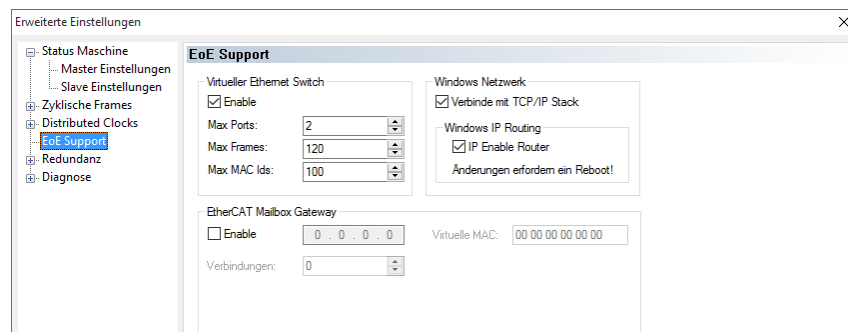 Erweiterte Einstellungen
Status Maschine
Master Einstellungen
Slave Einstellungen
Zyklische Frames
Distributed Clocks
EoE Support
Redundanz
Diagnose
EoE Support
Virtueller Ethernet Switch
Enable
Max Ports: 2
Max Frames: 120
Max MAC Ids: 100
Windows Netzwerk
Verbinde mit TCP/IP Stack
Windows IP Routing
IP Enable Router
Änderungen erfordern ein Reboot!
EtherCAT Mailbox Gateway
Enable 0 . 0 . 0 . 0 Virtuelle MAC: 00 00 00 00 00 00
Verbindungen: 0